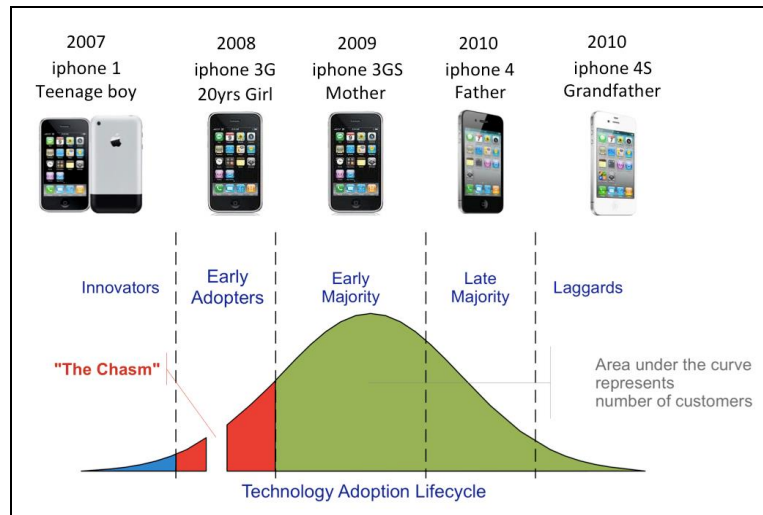 2007
iphone 1
Teenage boy
2008
iphone 3G
20yrs Girl
2009
iphone 3GS
Mother
2010
iphone 4
Father
2010
iphone 4S
Grandfather
Innovators
Early
Adopters
Early
Majority
Late
Majority
Laggards
"The Chasm"
Area under the curve
represents
number of customers
Technology Adoption Lifecycle